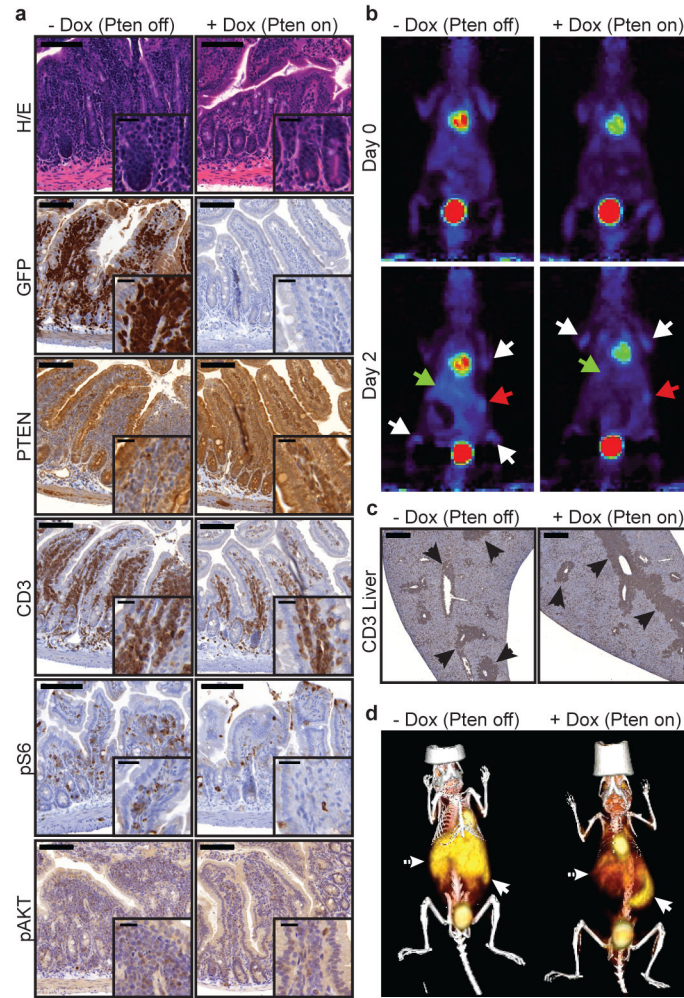 a
- Dox (Pten off) + Dox (Pten on)
H/E
GFP
PTEN
CD3
pS6
pAKT
b
- Dox (Pten off) + Dox (Pten on)
Day 0
Day 2
c
- Dox (Pten off) + Dox (Pten on)
CD3 Liver
d
- Dox (Pten off) + Dox (Pten on)